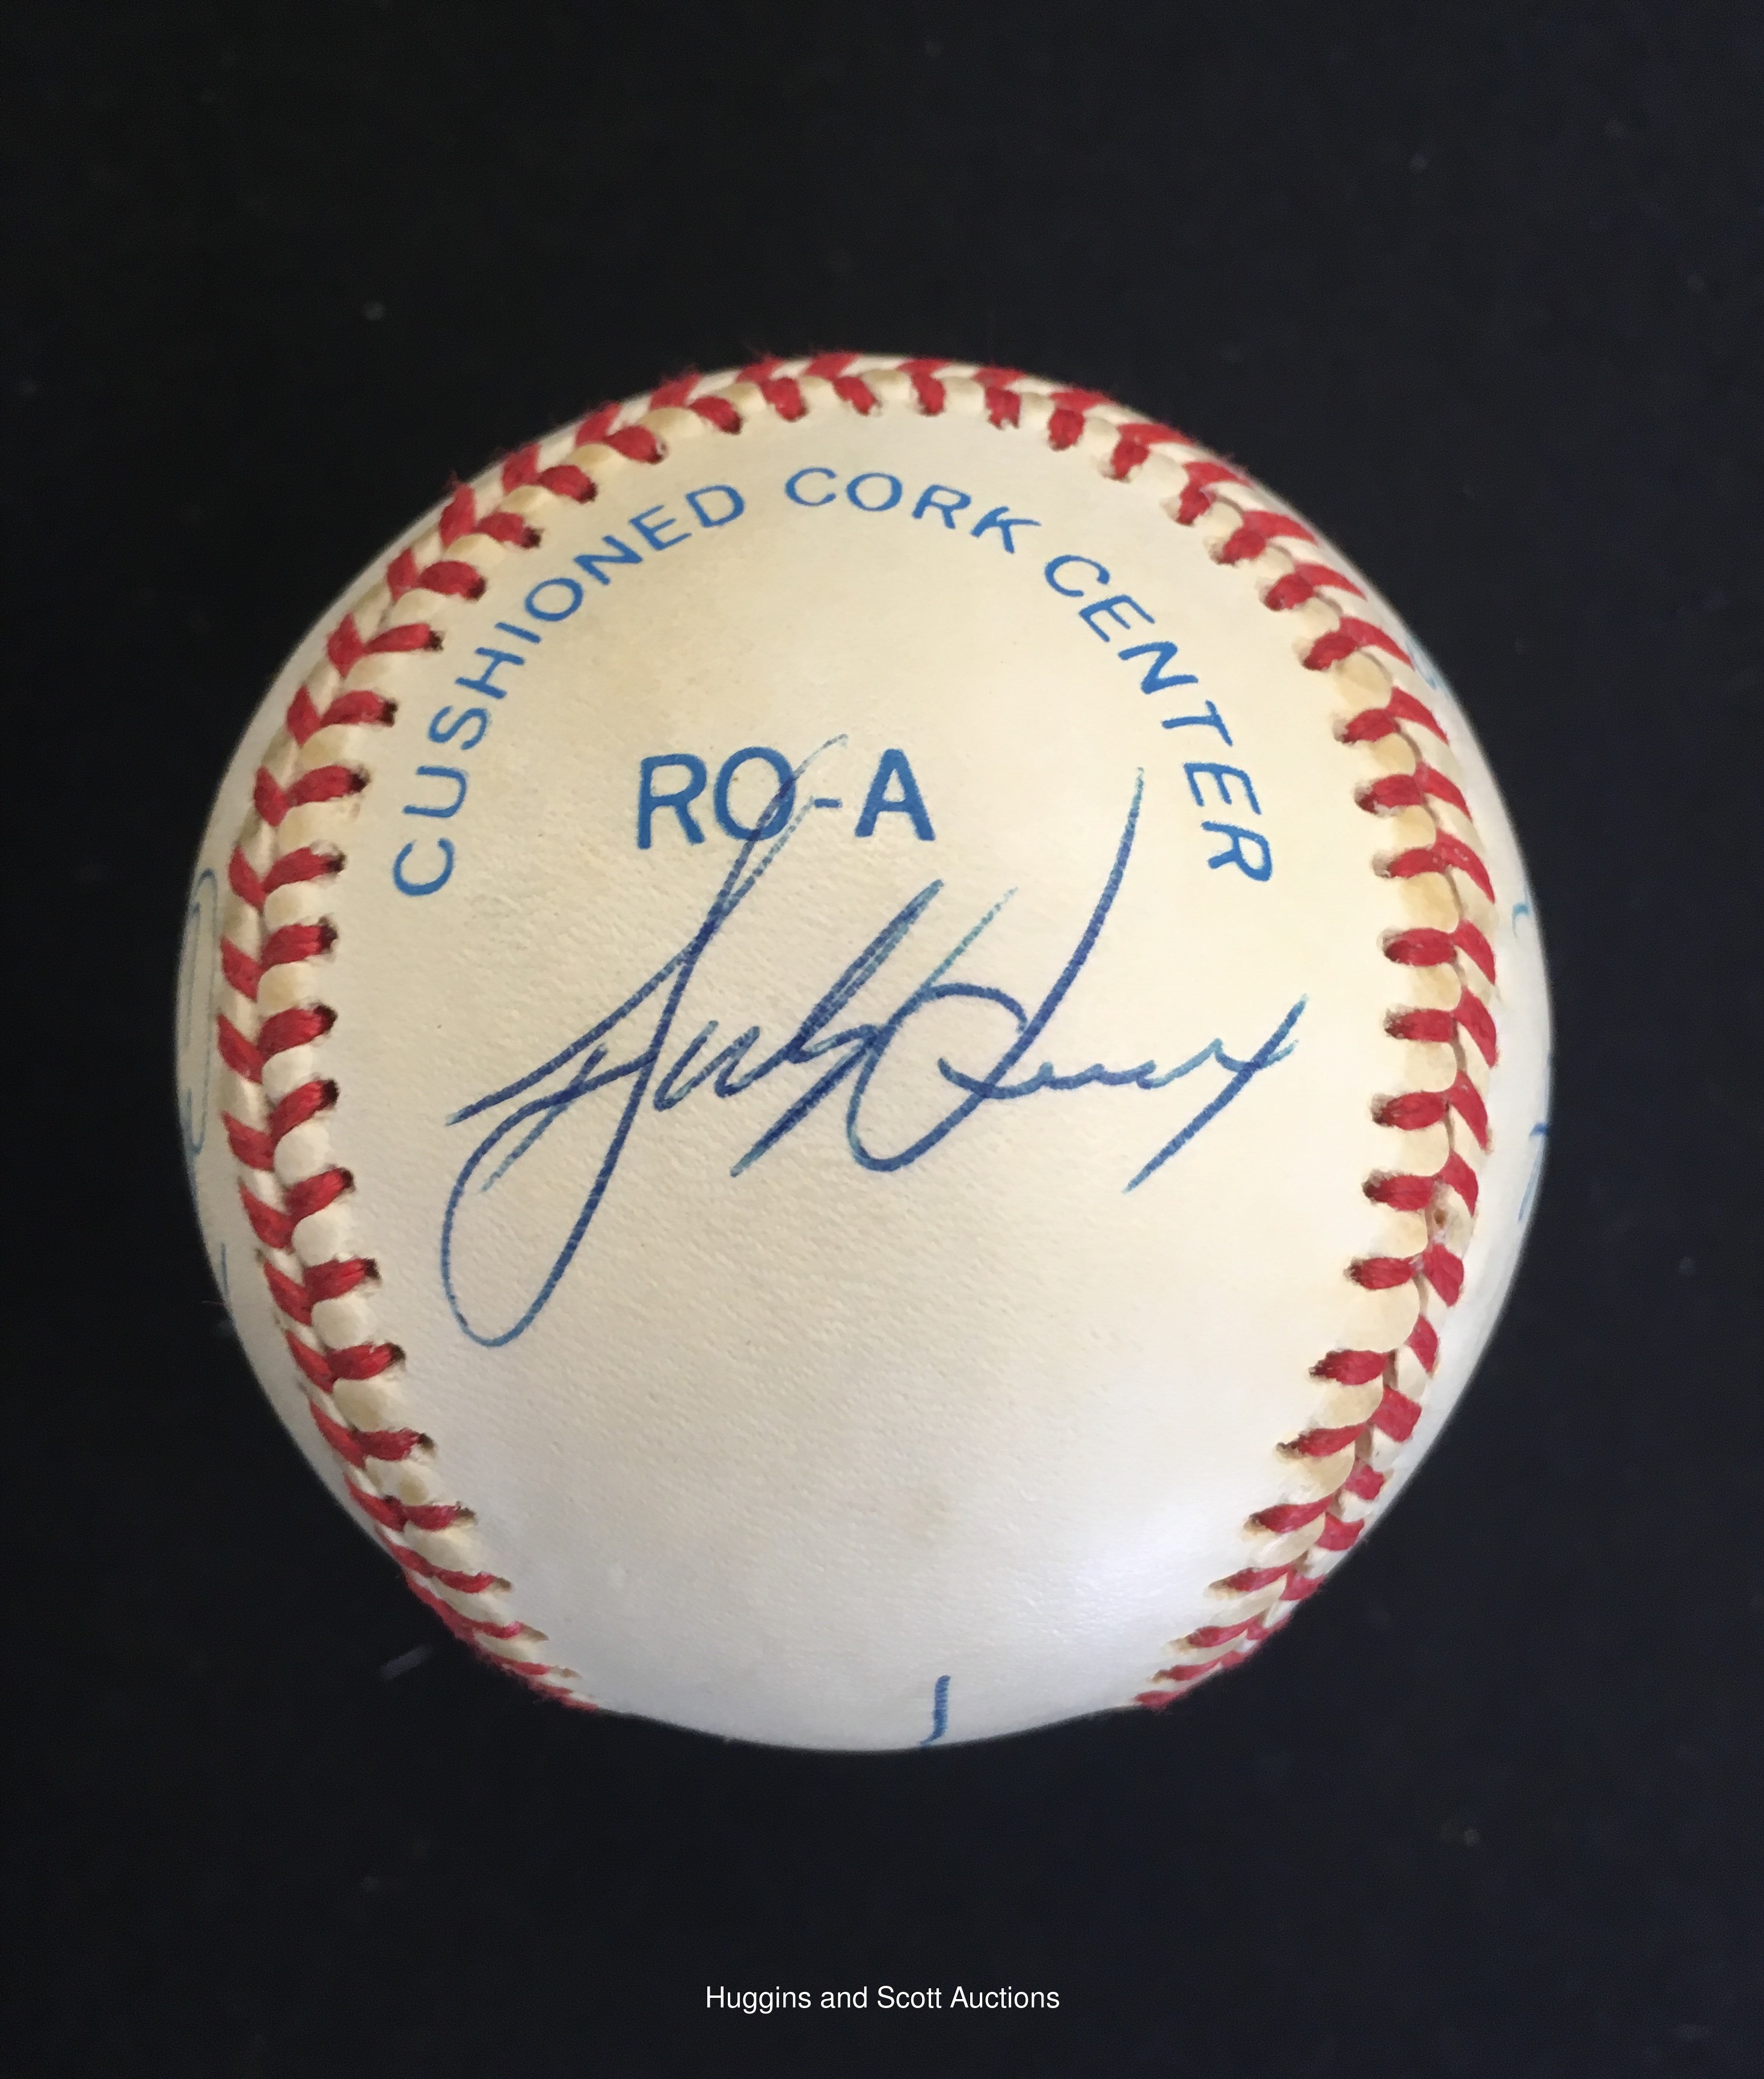 CUSHIONED CORK CENTER
RO-A
Huggins and Scott Auctions